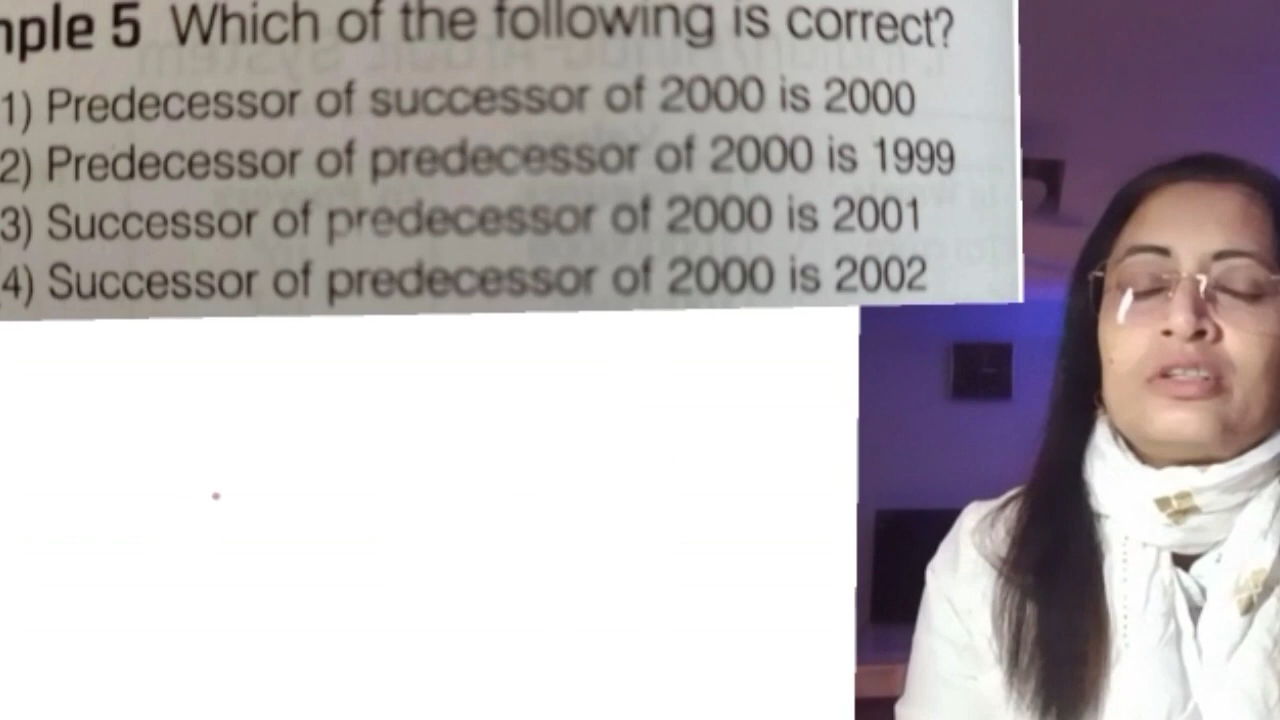 nple 5 Which of the following is correct?
1) Predecessor of successor of 2000 is 2000
2) Predecessor of predecessor of 2000 is 1999
3) Successor of predecessor of 2000 is 2001
4) Successor of predecessor of 2000 is 2002